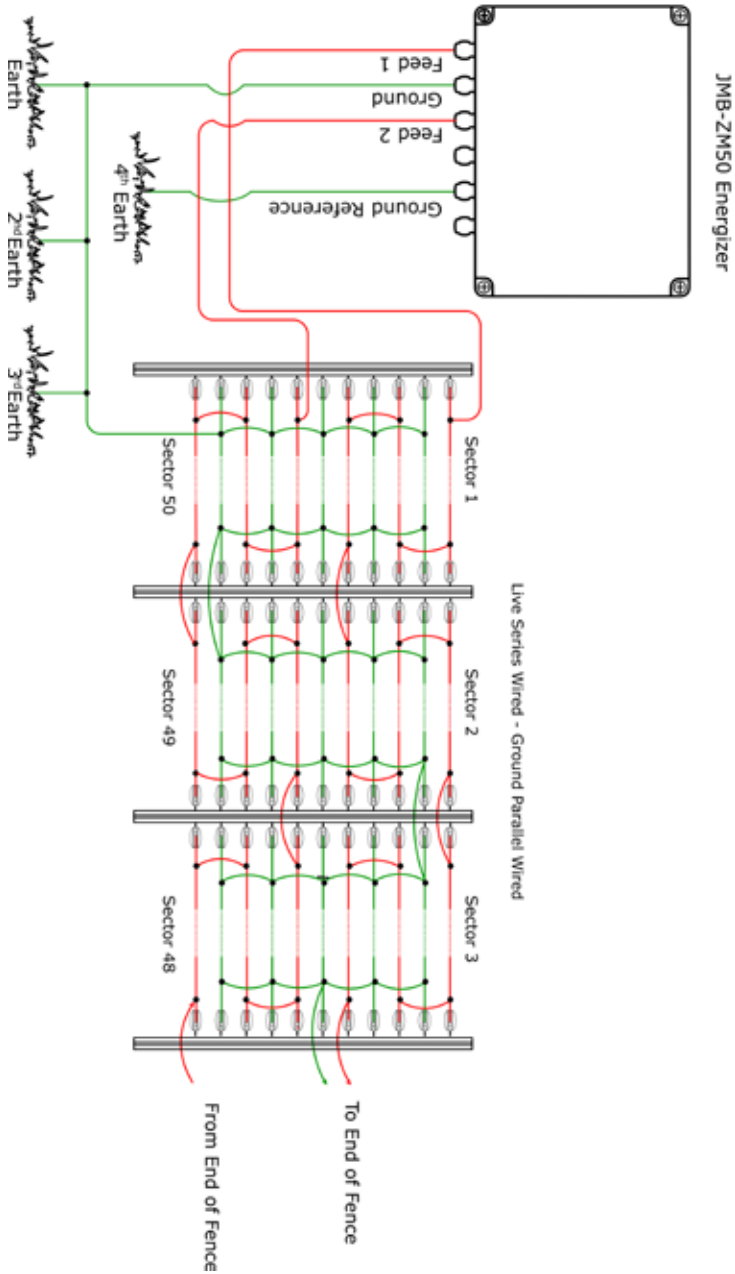 JMB-ZM50 Energizer
Feed 1
Ground
Feed 2
Ground Reference
Earth
2nd Earth
3rd Earth
4th Earth
Live Series Wired - Ground Parallel Wired
Sector 1
Sector 2
Sector 3
Sector 50
Sector 49
Sector 48
To End of Fence
From End of Fence